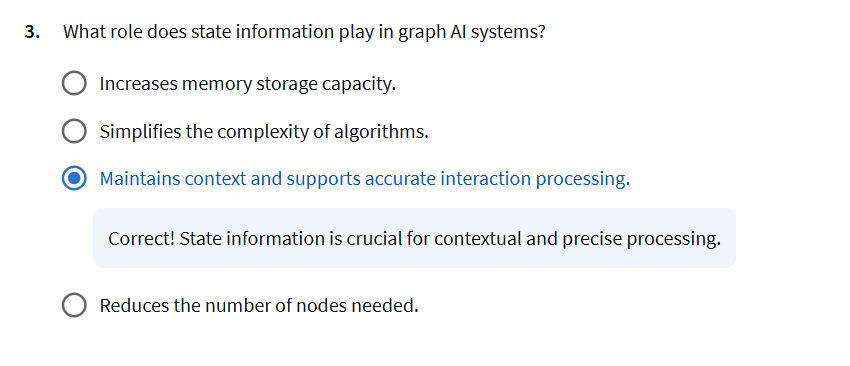 3. What role does state information play in graph AI systems?
Increases memory storage capacity.
Simplifies the complexity of algorithms.
Maintains context and supports accurate interaction processing.
Correct! State information is crucial for contextual and precise processing.
Reduces the number of nodes needed.